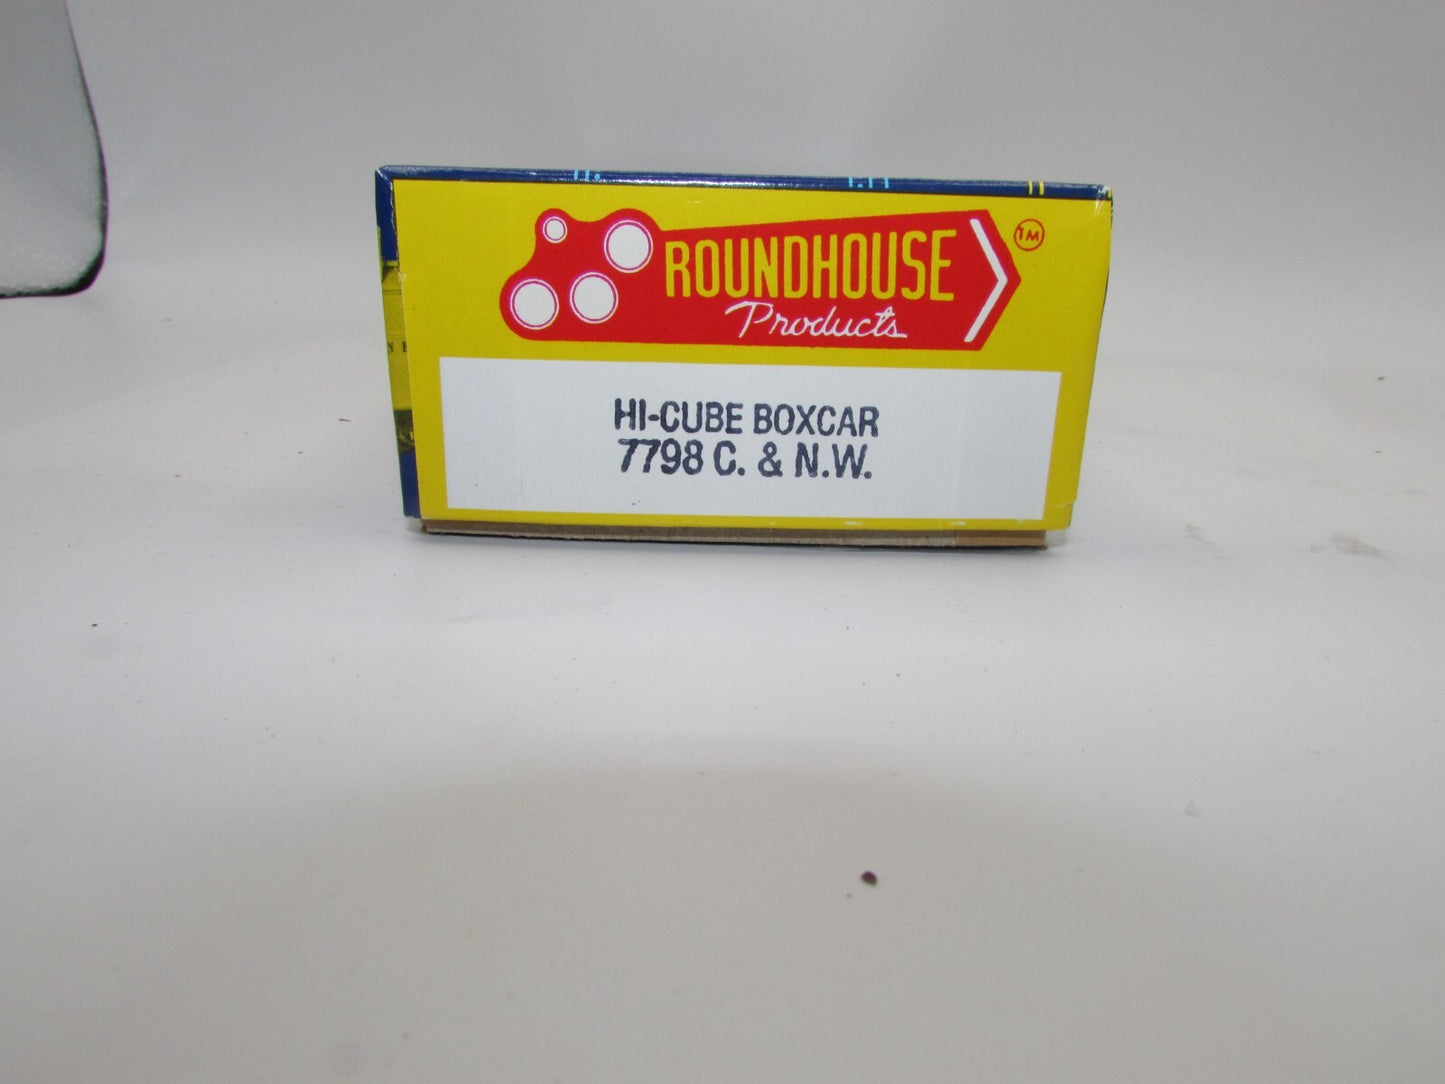 ROUNDHOUSE
Products
TM
HI-CUBE BOXCAR
7798 C. & N.W.